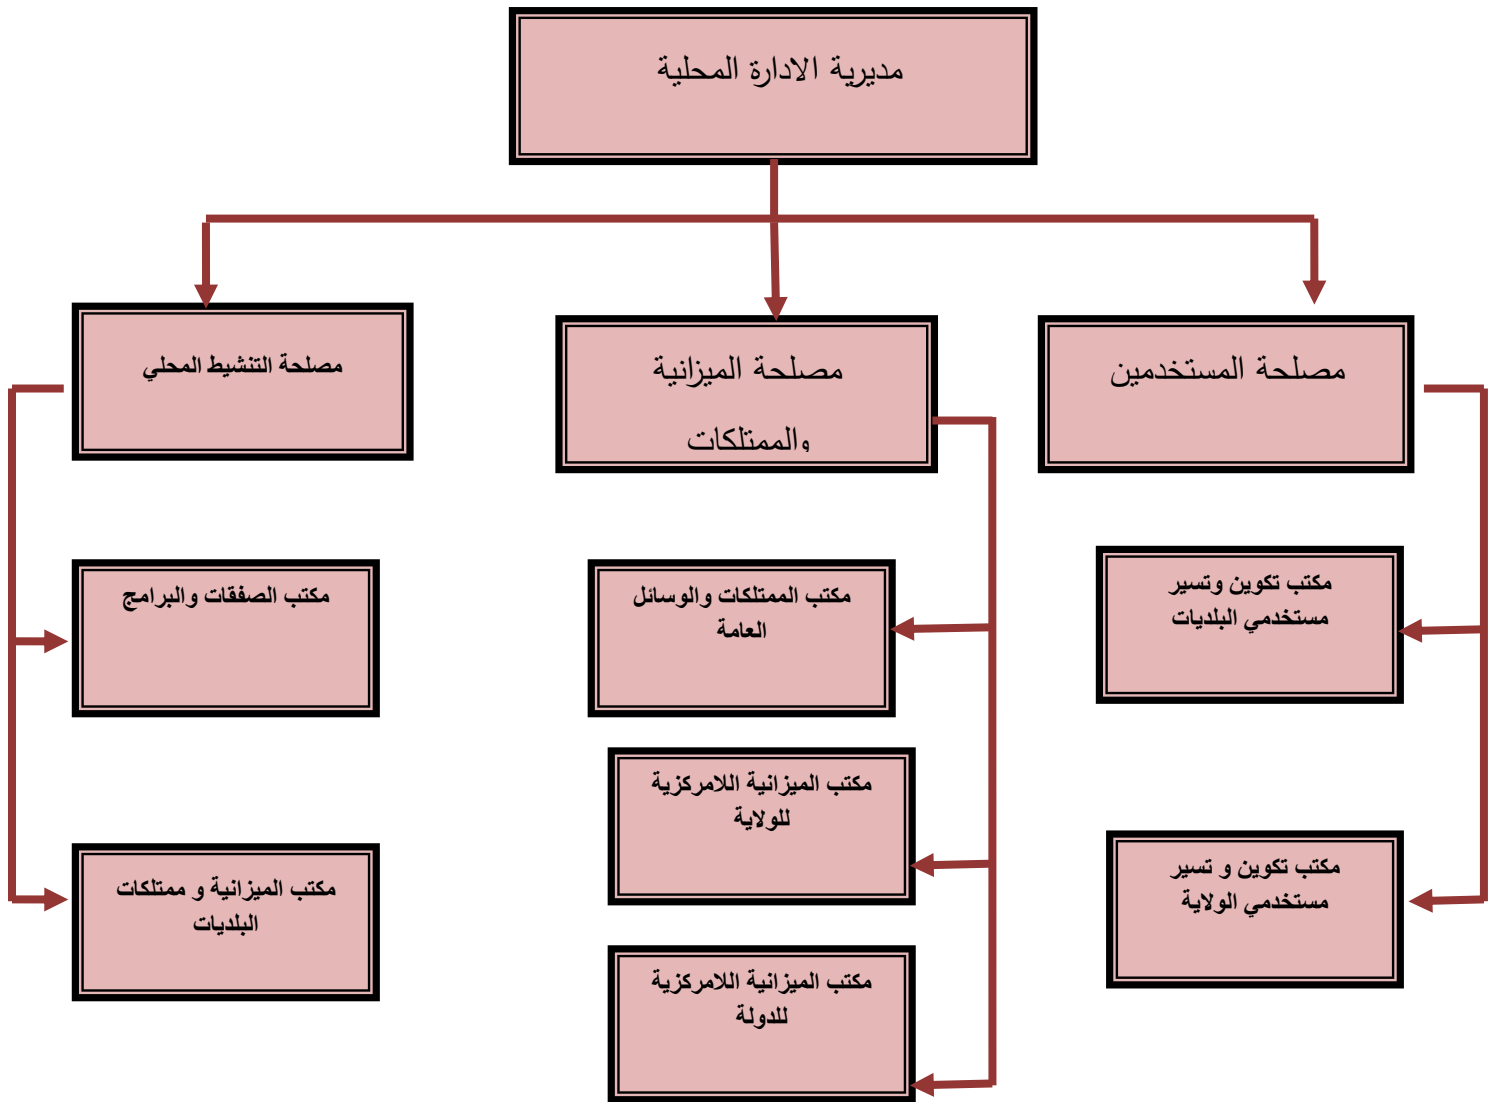 مديرية الادارة المحلية
مصلحة المستخدمين
مصلحة الميزانية
والممتلكات
مصلحة التنشيط المحلي
مكتب تكوين وتسير
مستخدمي البلديات
مكتب الممتلكات والوسائل
العامة
مكتب الصفقات والبرامج
مكتب الميزانية اللامركزية
للولاية
مكتب تكوين و تسير
مستخدمي الولاية
مكتب الميزانية و ممتلكات
البلديات
مكتب الميزانية اللامركزية
للدولة